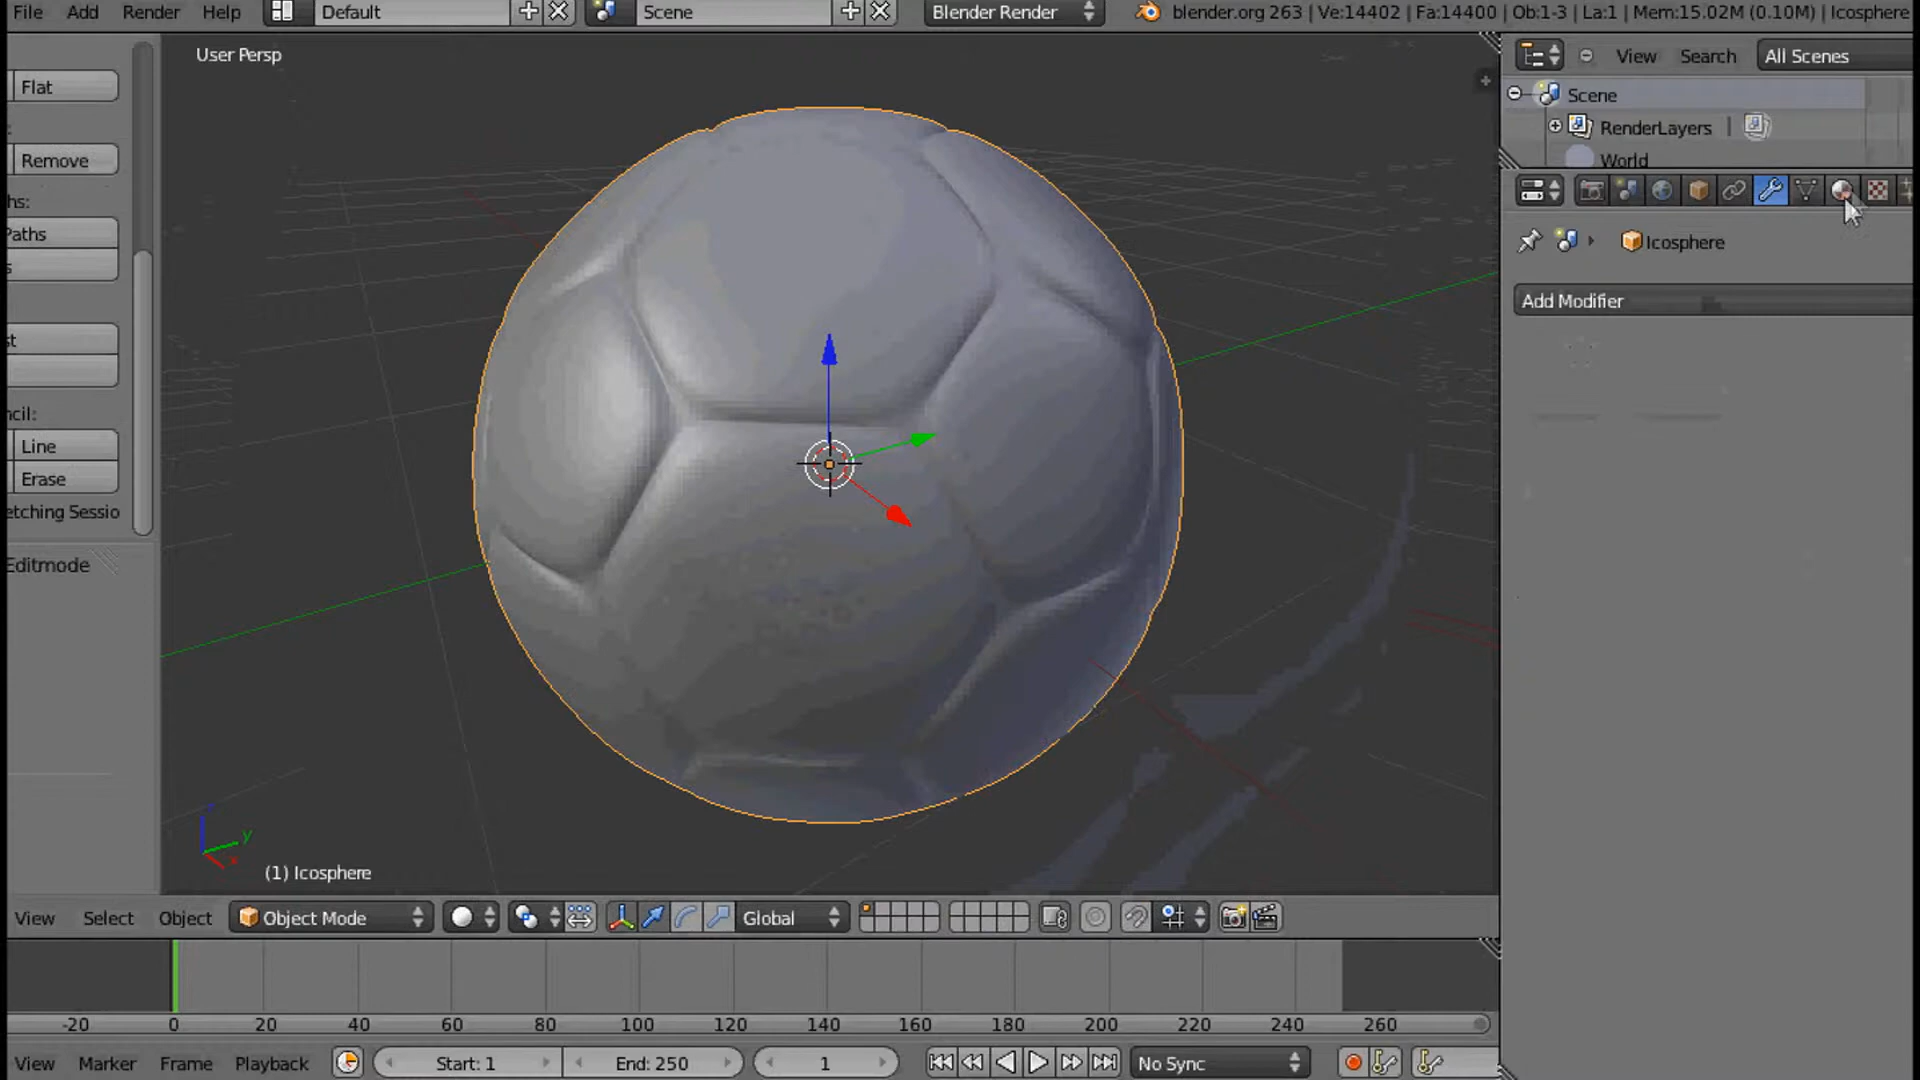 File Add Render Help Default Scene Blender Render blender.org 263 | Ve:14402 | Fa:14400 | Ob:1-3 | La:1 | Mem:15.02M (0.10M) | Icosphere
User Persp
View Search All Scenes
Flat
Scene
RenderLayers |
Remove
World
hs:
Paths
s
Icosphere
Add Modifier
st
ncil:
Line
Erase
etching Sessio
Editmode
z
y
x
(1) Icosphere
View Select Object Object Mode Global
-20 0 20 40 60 80 100 120 140 160 180 200 220 240 260
View Marker Frame Playback Start: 1 End: 250 1 No Sync